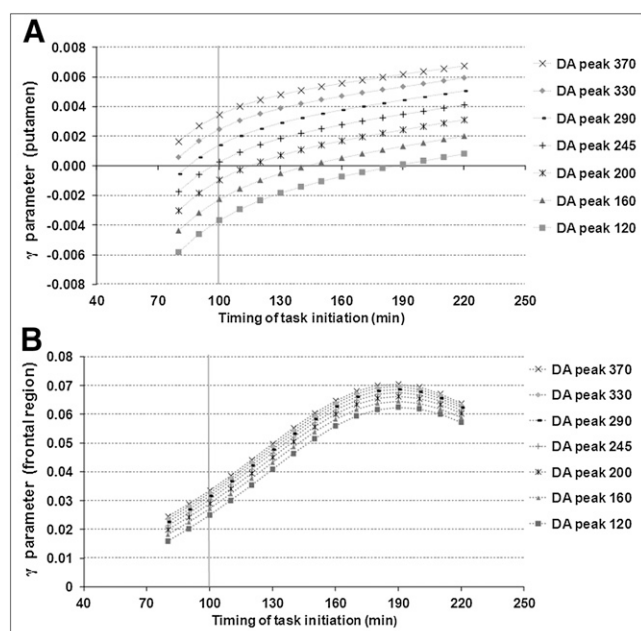 A
0.008
0.006
0.004
0.002
0.000
-0.002
-0.004
-0.006
-0.008
γ parameter (putamen)
40 70 100 130 160 190 220 250
Timing of task initiation (min)
DA peak 370
DA peak 330
DA peak 290
DA peak 245
DA peak 200
DA peak 160
DA peak 120
B
0.08
0.07
0.06
0.05
0.04
0.03
0.02
0.01
0
γ parameter (frontal region)
40 70 100 130 160 190 220 250
Timing of task initiation (min)
DA peak 370
DA peak 330
DA peak 290
DA peak 245
DA peak 200
DA peak 160
DA peak 120